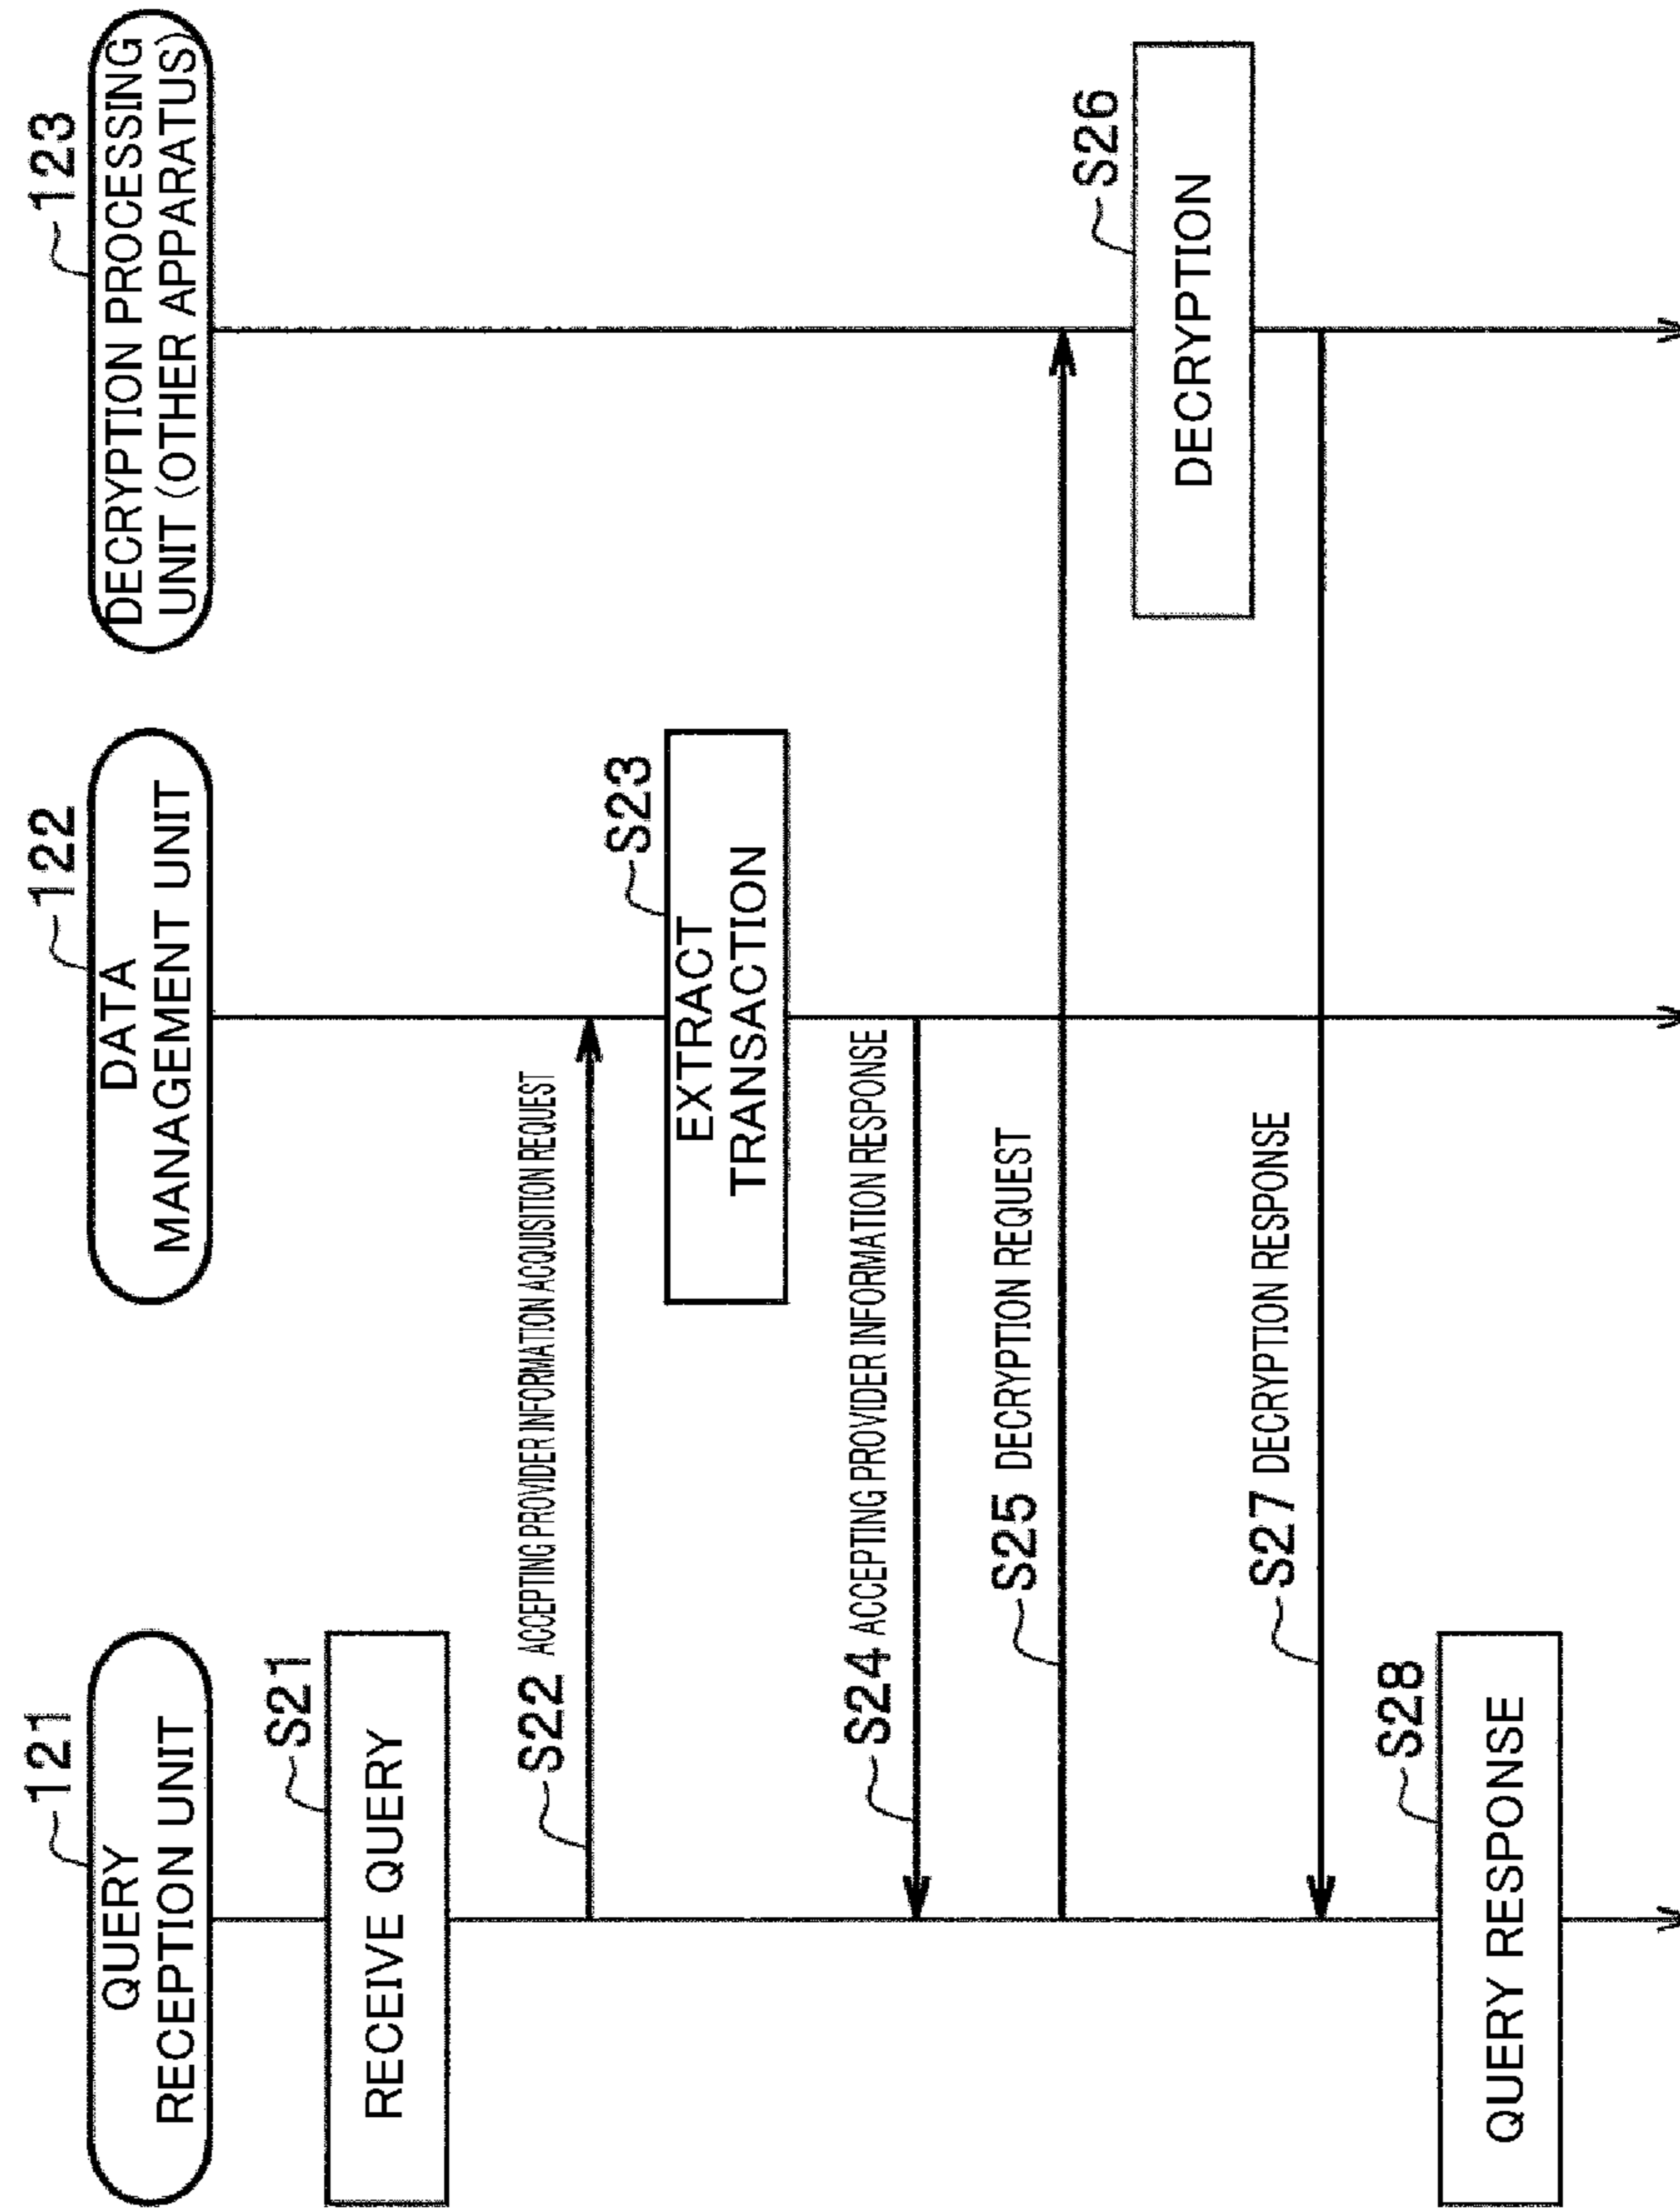 121
QUERY
RECEPTION UNIT
122
DATA
MANAGEMENT UNIT
123
DECRYPTION PROCESSING
UNIT (OTHER APPARATUS)
S21
RECEIVE QUERY
S22 ACCEPTING PROVIDER INFORMATION ACQUISITION REQUEST
S23
EXTRACT
TRANSACTION
S24 ACCEPTING PROVIDER INFORMATION RESPONSE
S25 DECRYPTION REQUEST
S26
DECRYPTION
S27 DECRYPTION RESPONSE
S28
QUERY RESPONSE